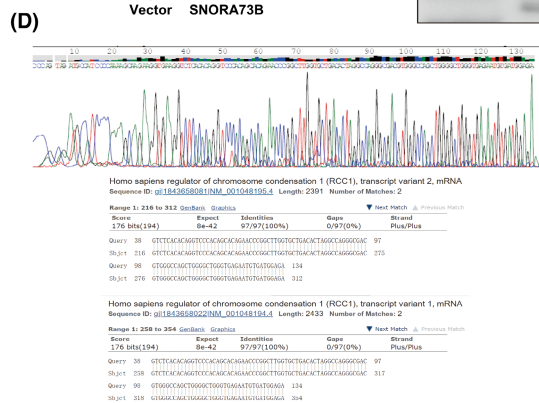 Vector SNORA73B
(D)
10 20 30 40 50 60 70 80 90 100 110 120 130
Homo sapiens regulator of chromosome condensation 1 (RCC1), transcript variant 2, mRNA
Sequence ID: gi|1843658081|NM_001048195.4 Length: 2391 Number of Matches: 2
Range 1: 216 to 312 GenBank Graphics ▼ Next Match ▲ Previous Match
Score Expect Identities Gaps Strand
176 bits(194) 8e-42 97/97(100%) 0/97(0%) Plus/Plus
Query 38 GTCTCACACAGGTCCCACAGCACAGAACCCGGCTTGGTGCTGACACTAGGCCAGGGCGAC 97
Sbjct 216 GTCTCACACAGGTCCCACAGCACAGAACCCGGCTTGGTGCTGACACTAGGCCAGGGCGAC 275
Query 98 GTGGGCCAGCTGGGGCTGGGTGAGAATGTGATGGAGA 134
Sbjct 276 GTGGGCCAGCTGGGGCTGGGTGAGAATGTGATGGAGA 312
Homo sapiens regulator of chromosome condensation 1 (RCC1), transcript variant 1, mRNA
Sequence ID: gi|1843658022|NM_001048194.4 Length: 2433 Number of Matches: 2
Range 1: 258 to 354 GenBank Graphics ▼ Next Match ▲ Previous Match
Score Expect Identities Gaps Strand
176 bits(194) 8e-42 97/97(100%) 0/97(0%) Plus/Plus
Query 38 GTCTCACACAGGTCCCACAGCACAGAACCCGGCTTGGTGCTGACACTAGGCCAGGGCGAC 97
Sbjct 258 GTCTCACACAGGTCCCACAGCACAGAACCCGGCTTGGTGCTGACACTAGGCCAGGGCGAC 317
Query 98 GTGGGCCAGCTGGGGCTGGGTGAGAATGTGATGGAGA 134
Sbjct 318 GTGGGCCAGCTGGGGCTGGGTGAGAATGTGATGGAGA 354